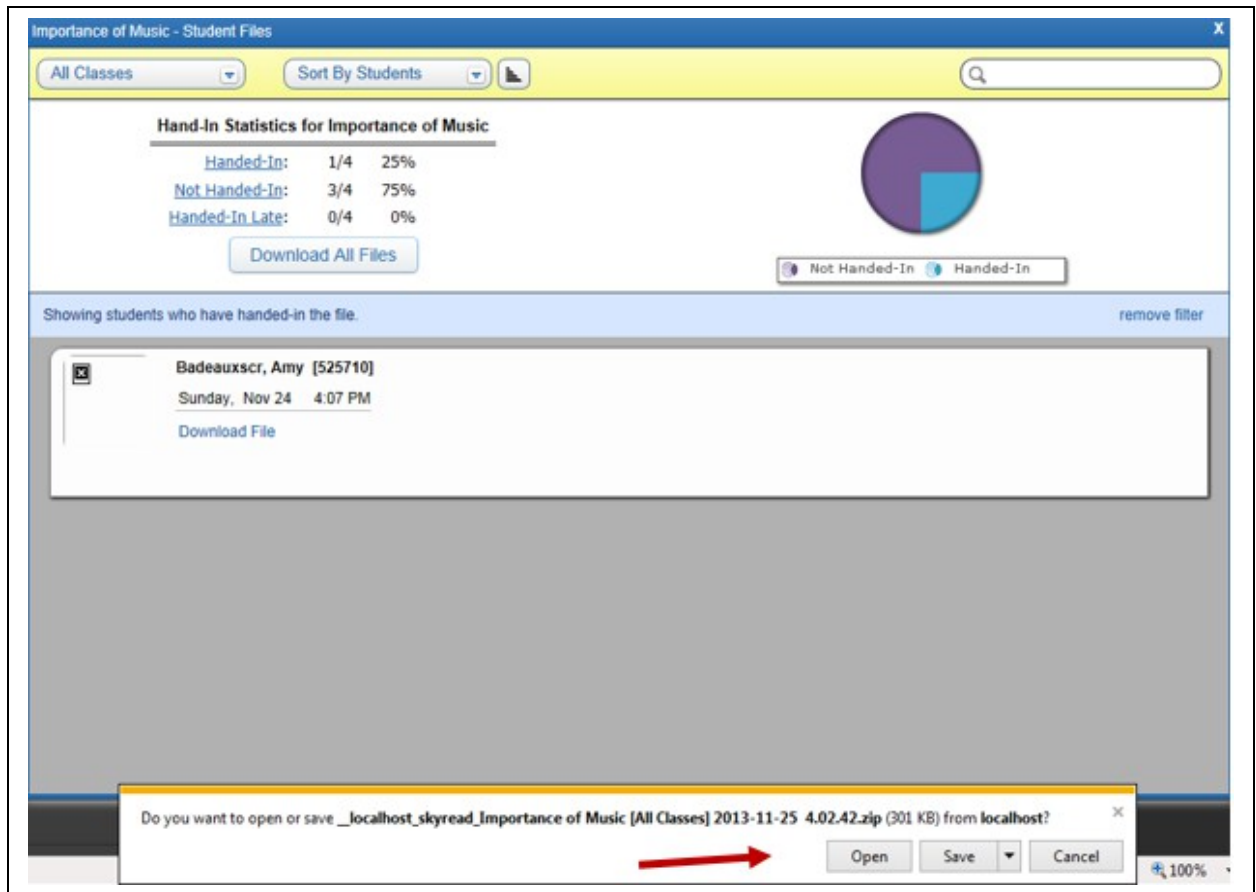 Importance of Music - Student Files X
All Classes Sort By Students
Hand-In Statistics for Importance of Music
Handed-In: 1/4 25%
Not Handed-In: 3/4 75%
Handed-In Late: 0/4 0%
Download All Files
Not Handed-In Handed-In
Showing students who have handed-in the file. remove filter
Badeauxscr, Amy [525710]
Sunday, Nov 24 4:07 PM
Download File
Do you want to open or save __localhost_skyread_Importance of Music [All Classes] 2013-11-25 4.02.42.zip (301 KB) from localhost?
Open Save Cancel
100%